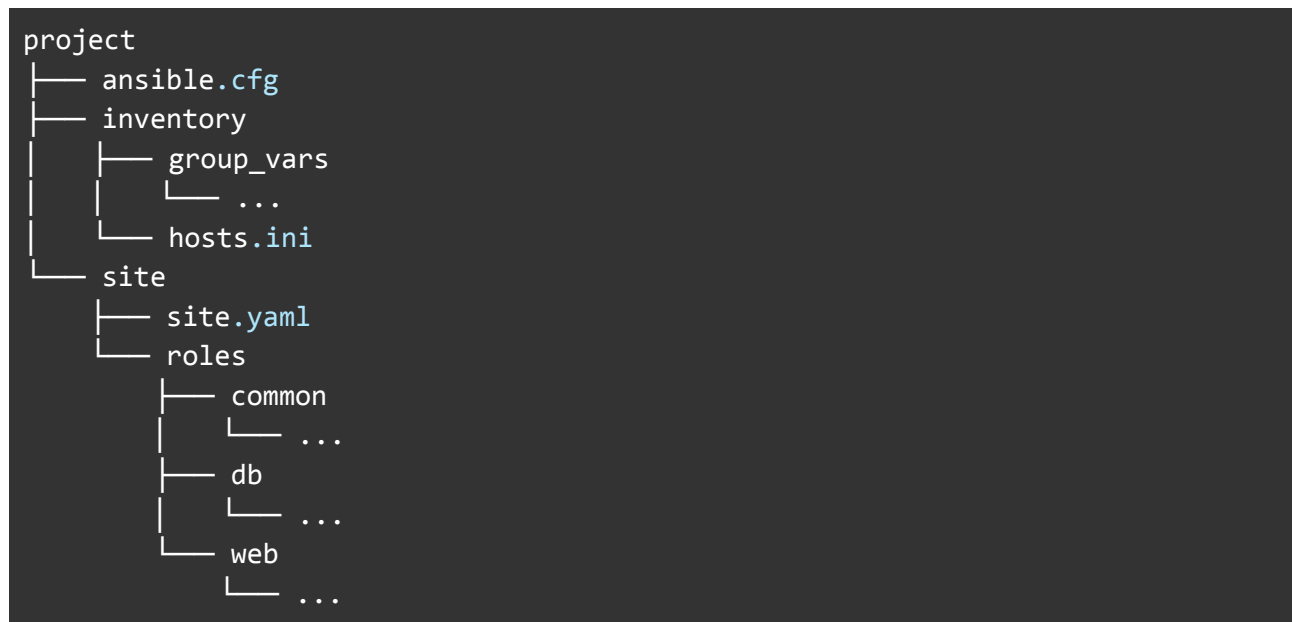 project
├── ansible.cfg
├── inventory
│   ├── group_vars
│   │   └── ...
│   └── hosts.ini
└── site
    ├── site.yaml
    └── roles
        ├── common
        │   └── ...
        ├── db
        │   └── ...
        └── web
            └── ...